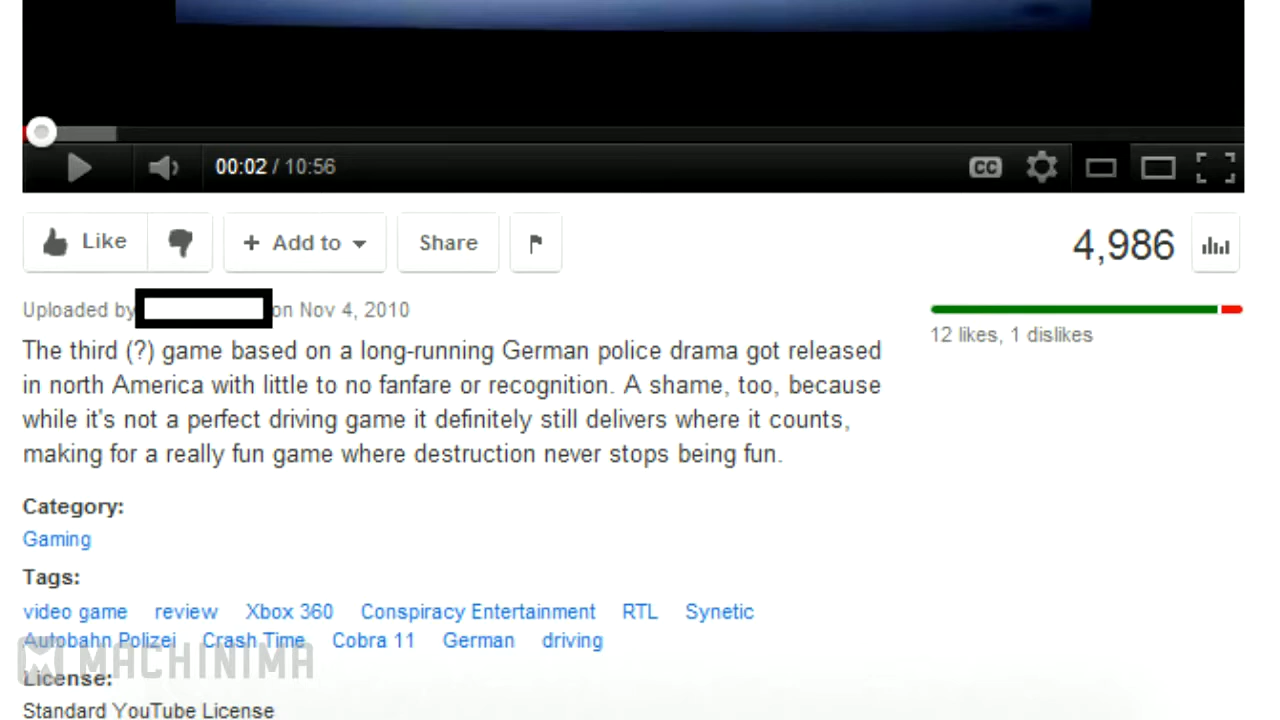 00:02 / 10:56
CC
Like
+ Add to
Share
4,986
Uploaded by on Nov 4, 2010
12 likes, 1 dislikes
The third (?) game based on a long-running German police drama got released
in north America with little to no fanfare or recognition. A shame, too, because
while it's not a perfect driving game it definitely still delivers where it counts,
making for a really fun game where destruction never stops being fun.
Category:
Gaming
Tags:
video game review Xbox 360 Conspiracy Entertainment RTL Synetic
Autobahn Polizei Crash Time Cobra 11 German driving
MACHINIMA
License:
Standard YouTube License